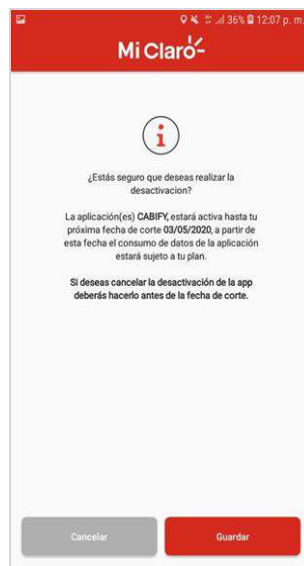 36% 12:07 p. m.
Mi Claro
i
¿Estás seguro que deseas realizar la
desactivacion?
La aplicación(es) CABIFY, estará activa hasta tu
próxima fecha de corte 03/05/2020, a partir de
esta fecha el consumo de datos de la aplicación
estará sujeto a tu plan.
Si deseas cancelar la desactivación de la app
deberás hacerlo antes de la fecha de corte.
Cancelar
Guardar